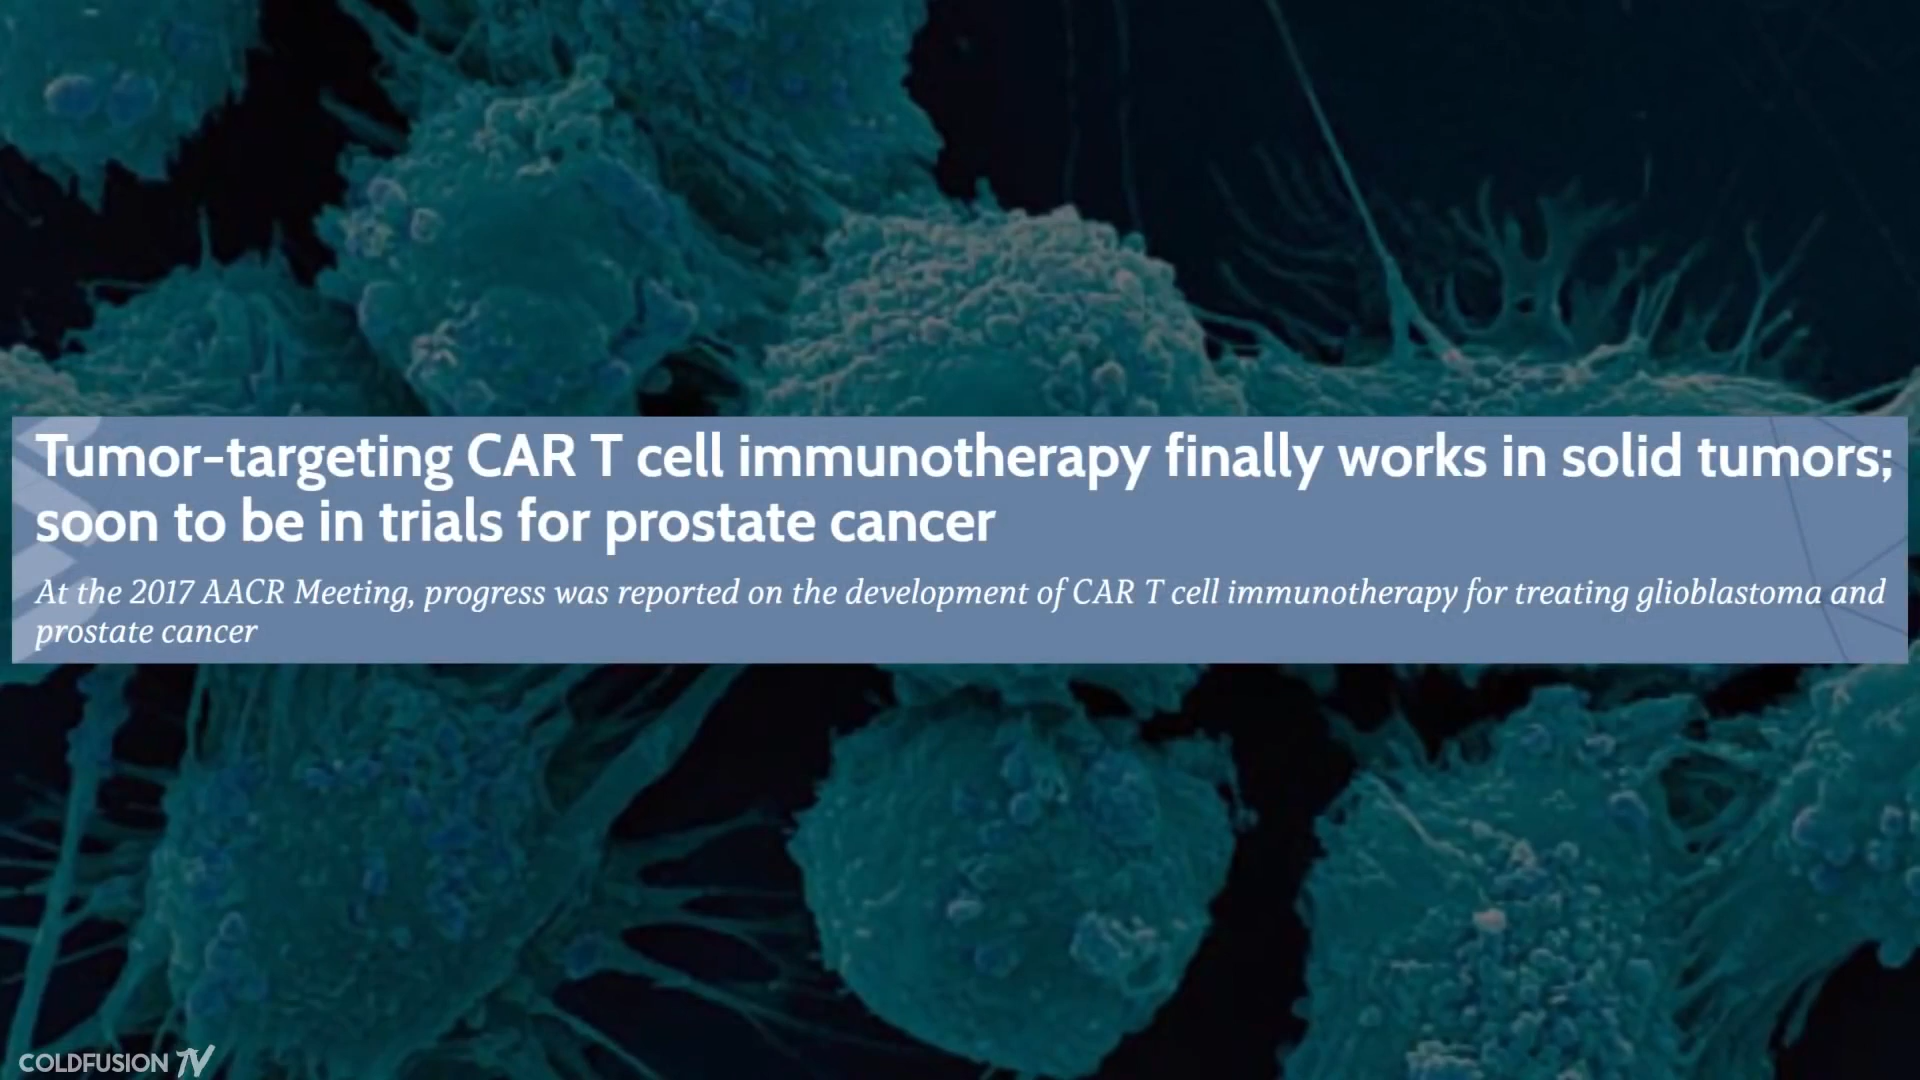 Tumor-targeting CAR T cell immunotherapy finally works in solid tumors;
soon to be in trials for prostate cancer
At the 2017 AACR Meeting, progress was reported on the development of CAR T cell immunotherapy for treating glioblastoma and
prostate cancer
COLDFUSION TV